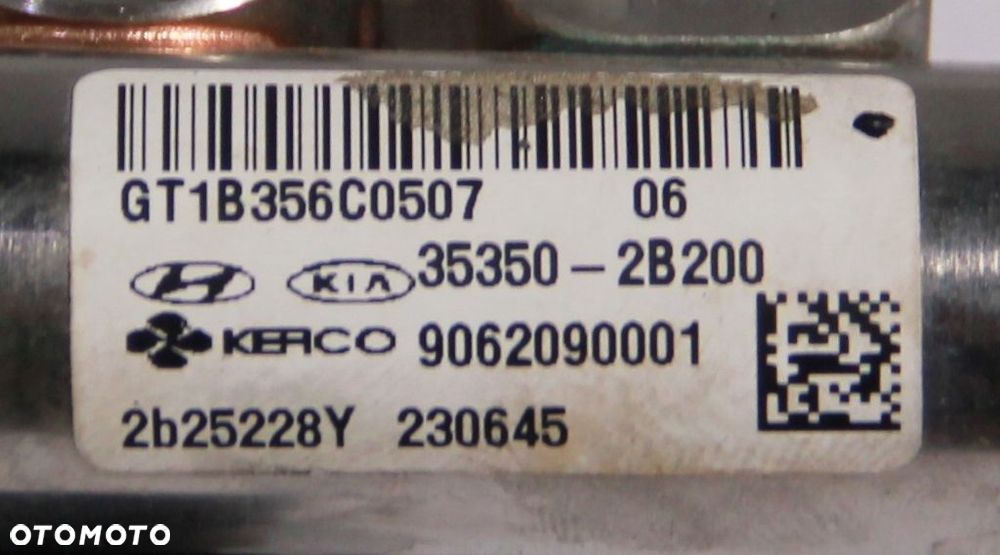 GT1B356C0507 06
KIA 35350-2B200
KEFICO 9062090001
2b25228Y 230645
OTOMOTO